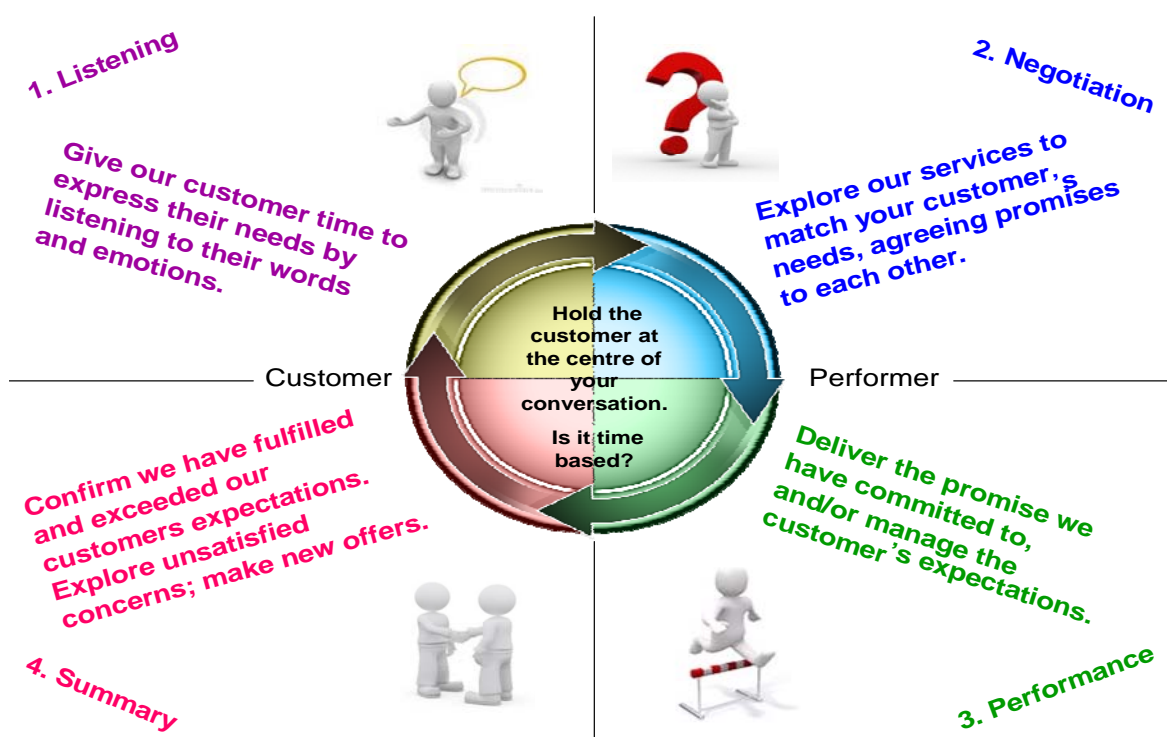 1. Listening
Give our customer time to
express their needs by
listening to their words
and emotions.
2. Negotiation
Explore our services to
match your customer's
needs, agreeing promises
to each other.
Hold the
customer at
the centre of
your
conversation.
Is it time
based?
Customer
Performer
Confirm we have fulfilled
and exceeded our
customers expectations.
Explore unsatisfied
concerns; make new offers.
4. Summary
Deliver the promise we
have committed to,
and/or manage the
customer's expectations.
3. Performance